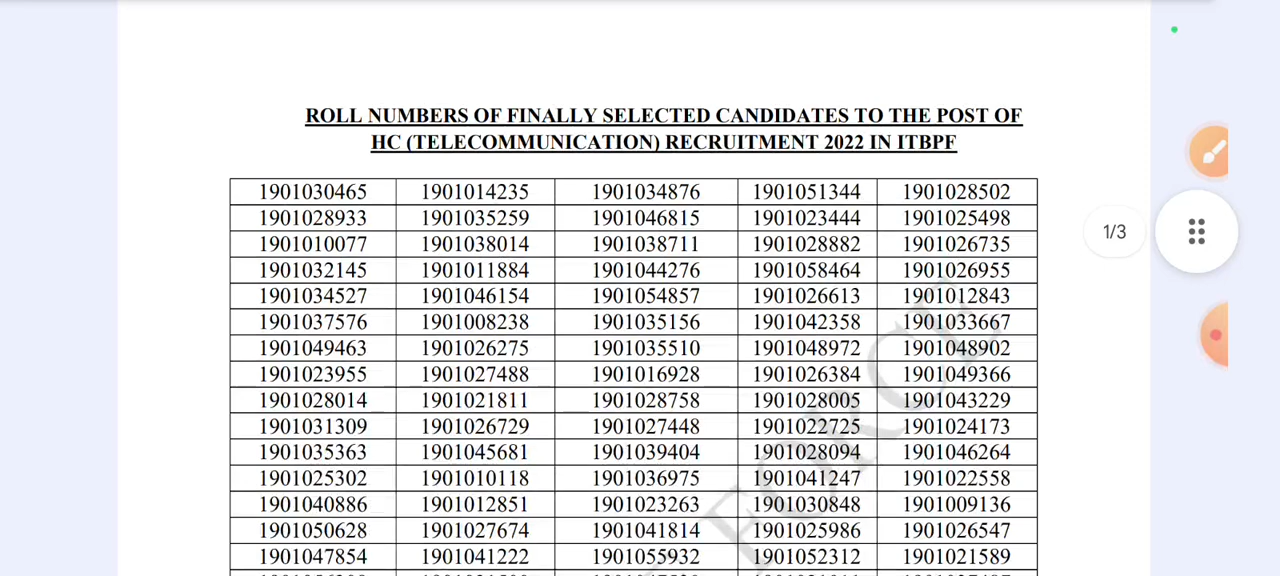 ROLL NUMBERS OF FINALLY SELECTED CANDIDATES TO THE POST OF
HC (TELECOMMUNICATION) RECRUITMENT 2022 IN ITBPF
1901030465 1901014235 1901034876 1901051344 1901028502
1901028933 1901035259 1901046815 1901023444 1901025498
1901010077 1901038014 1901038711 1901028882 1901026735
1901032145 1901011884 1901044276 1901058464 1901026955
1901034527 1901046154 1901054857 1901026613 1901012843
1901037576 1901008238 1901035156 1901042358 1901033667
1901049463 1901026275 1901035510 1901048972 1901048902
1901023955 1901027488 1901016928 1901026384 1901049366
1901028014 1901021811 1901028758 1901028005 1901043229
1901031309 1901026729 1901027448 1901022725 1901024173
1901035363 1901045681 1901039404 1901028094 1901046264
1901025302 1901010118 1901036975 1901041247 1901022558
1901040886 1901012851 1901023263 1901030848 1901009136
1901050628 1901027674 1901041814 1901025986 1901026547
1901047854 1901041222 1901055932 1901052312 1901021589
FORCE
1/3